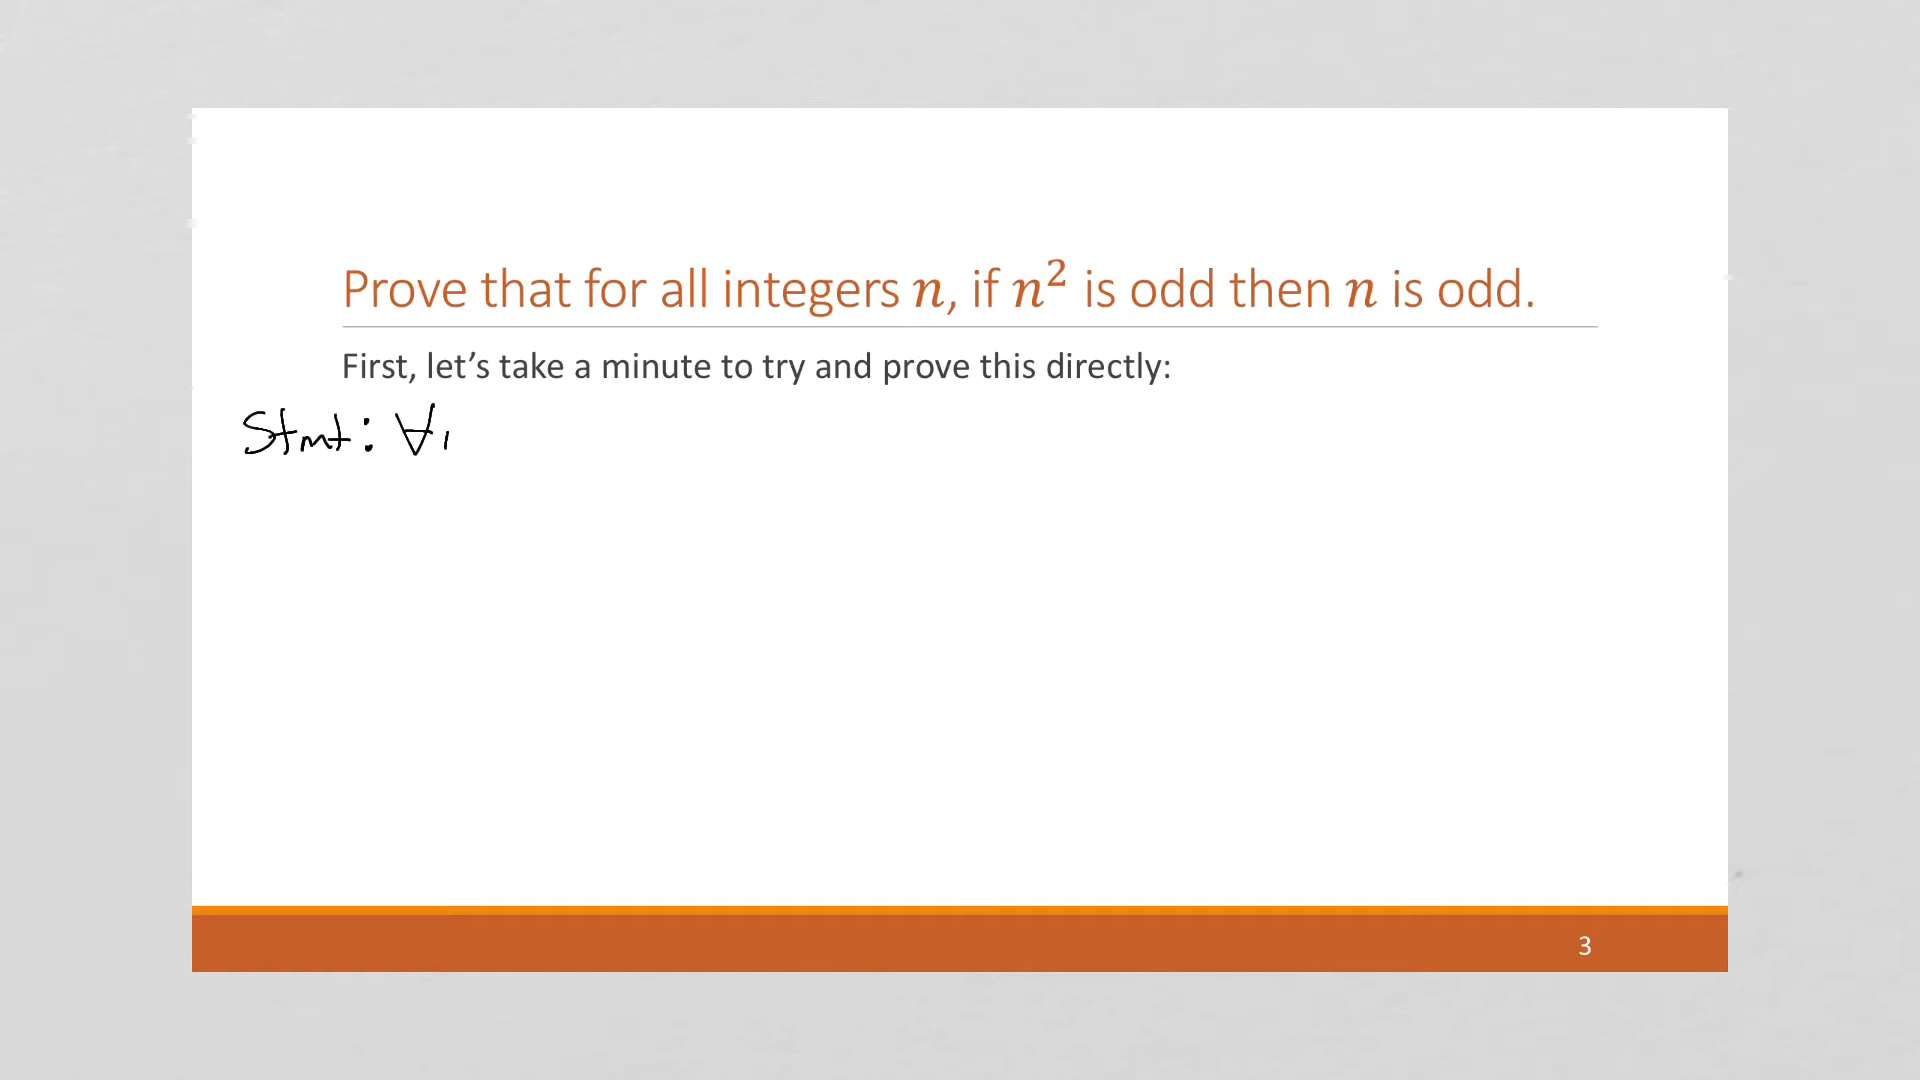 Prove that for all integers n, if n² is odd then n is odd.
First, let’s take a minute to try and prove this directly:
Stmt: ∀
3